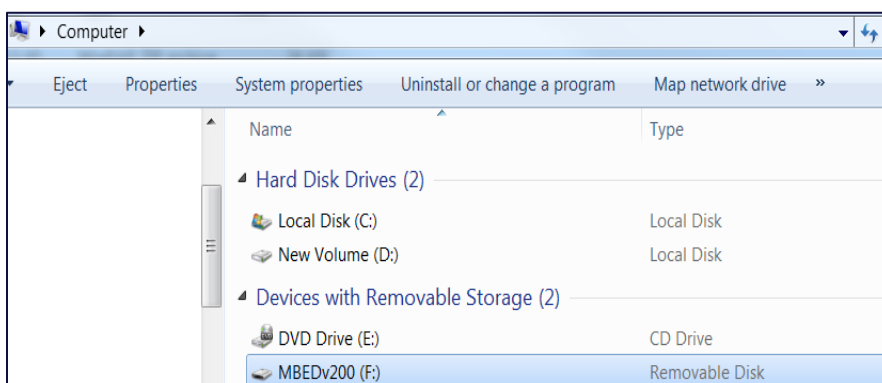 Computer
Eject Properties System properties Uninstall or change a program Map network drive »
Name Type
Hard Disk Drives (2)
Local Disk (C:) Local Disk
New Volume (D:) Local Disk
Devices with Removable Storage (2)
DVD Drive (E:) CD Drive
MBEDv200 (F:) Removable Disk